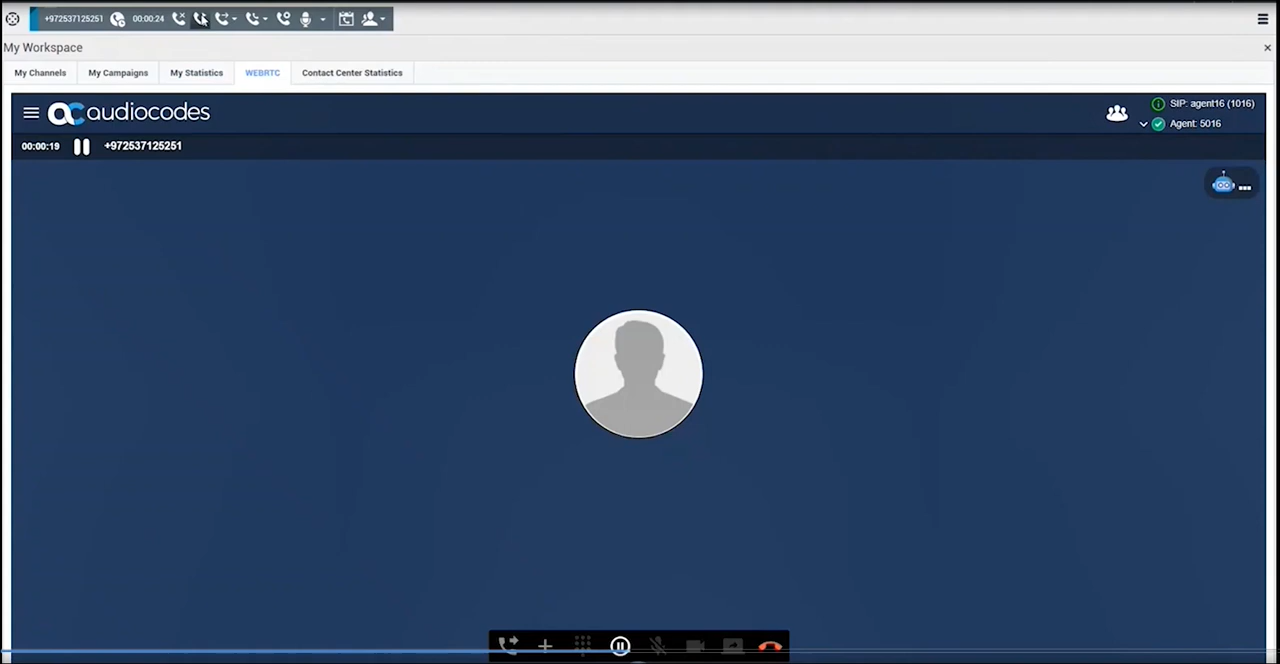 +972537125251 00:00:24
My Workspace
My Channels My Campaigns My Statistics WEBRTC Contact Center Statistics
audiocodes
SIP: agent16 (1016)
Agent: 5016
00:00:19 +972537125251